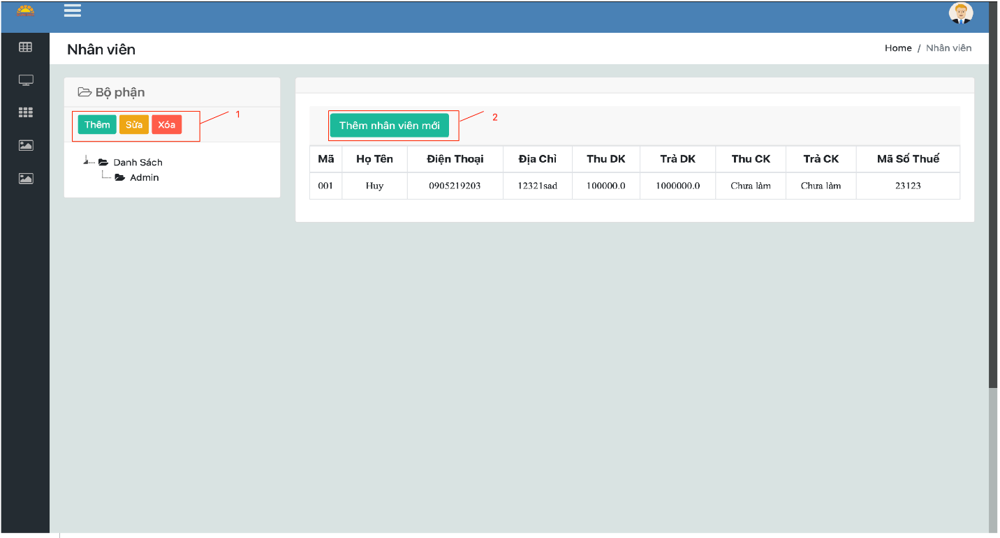 Nhân viên
Home / Nhân viên
Bộ phận
Thêm Sửa Xóa 1
Thêm nhân viên mới 2
Danh Sách
Admin
Mã Họ Tên Điện Thoại Địa Chỉ Thu DK Trả DK Thu CK Trả CK Mã Số Thuế
001 Huy 0905219203 12321sad 100000.0 1000000.0 Chưa làm Chưa làm 23123